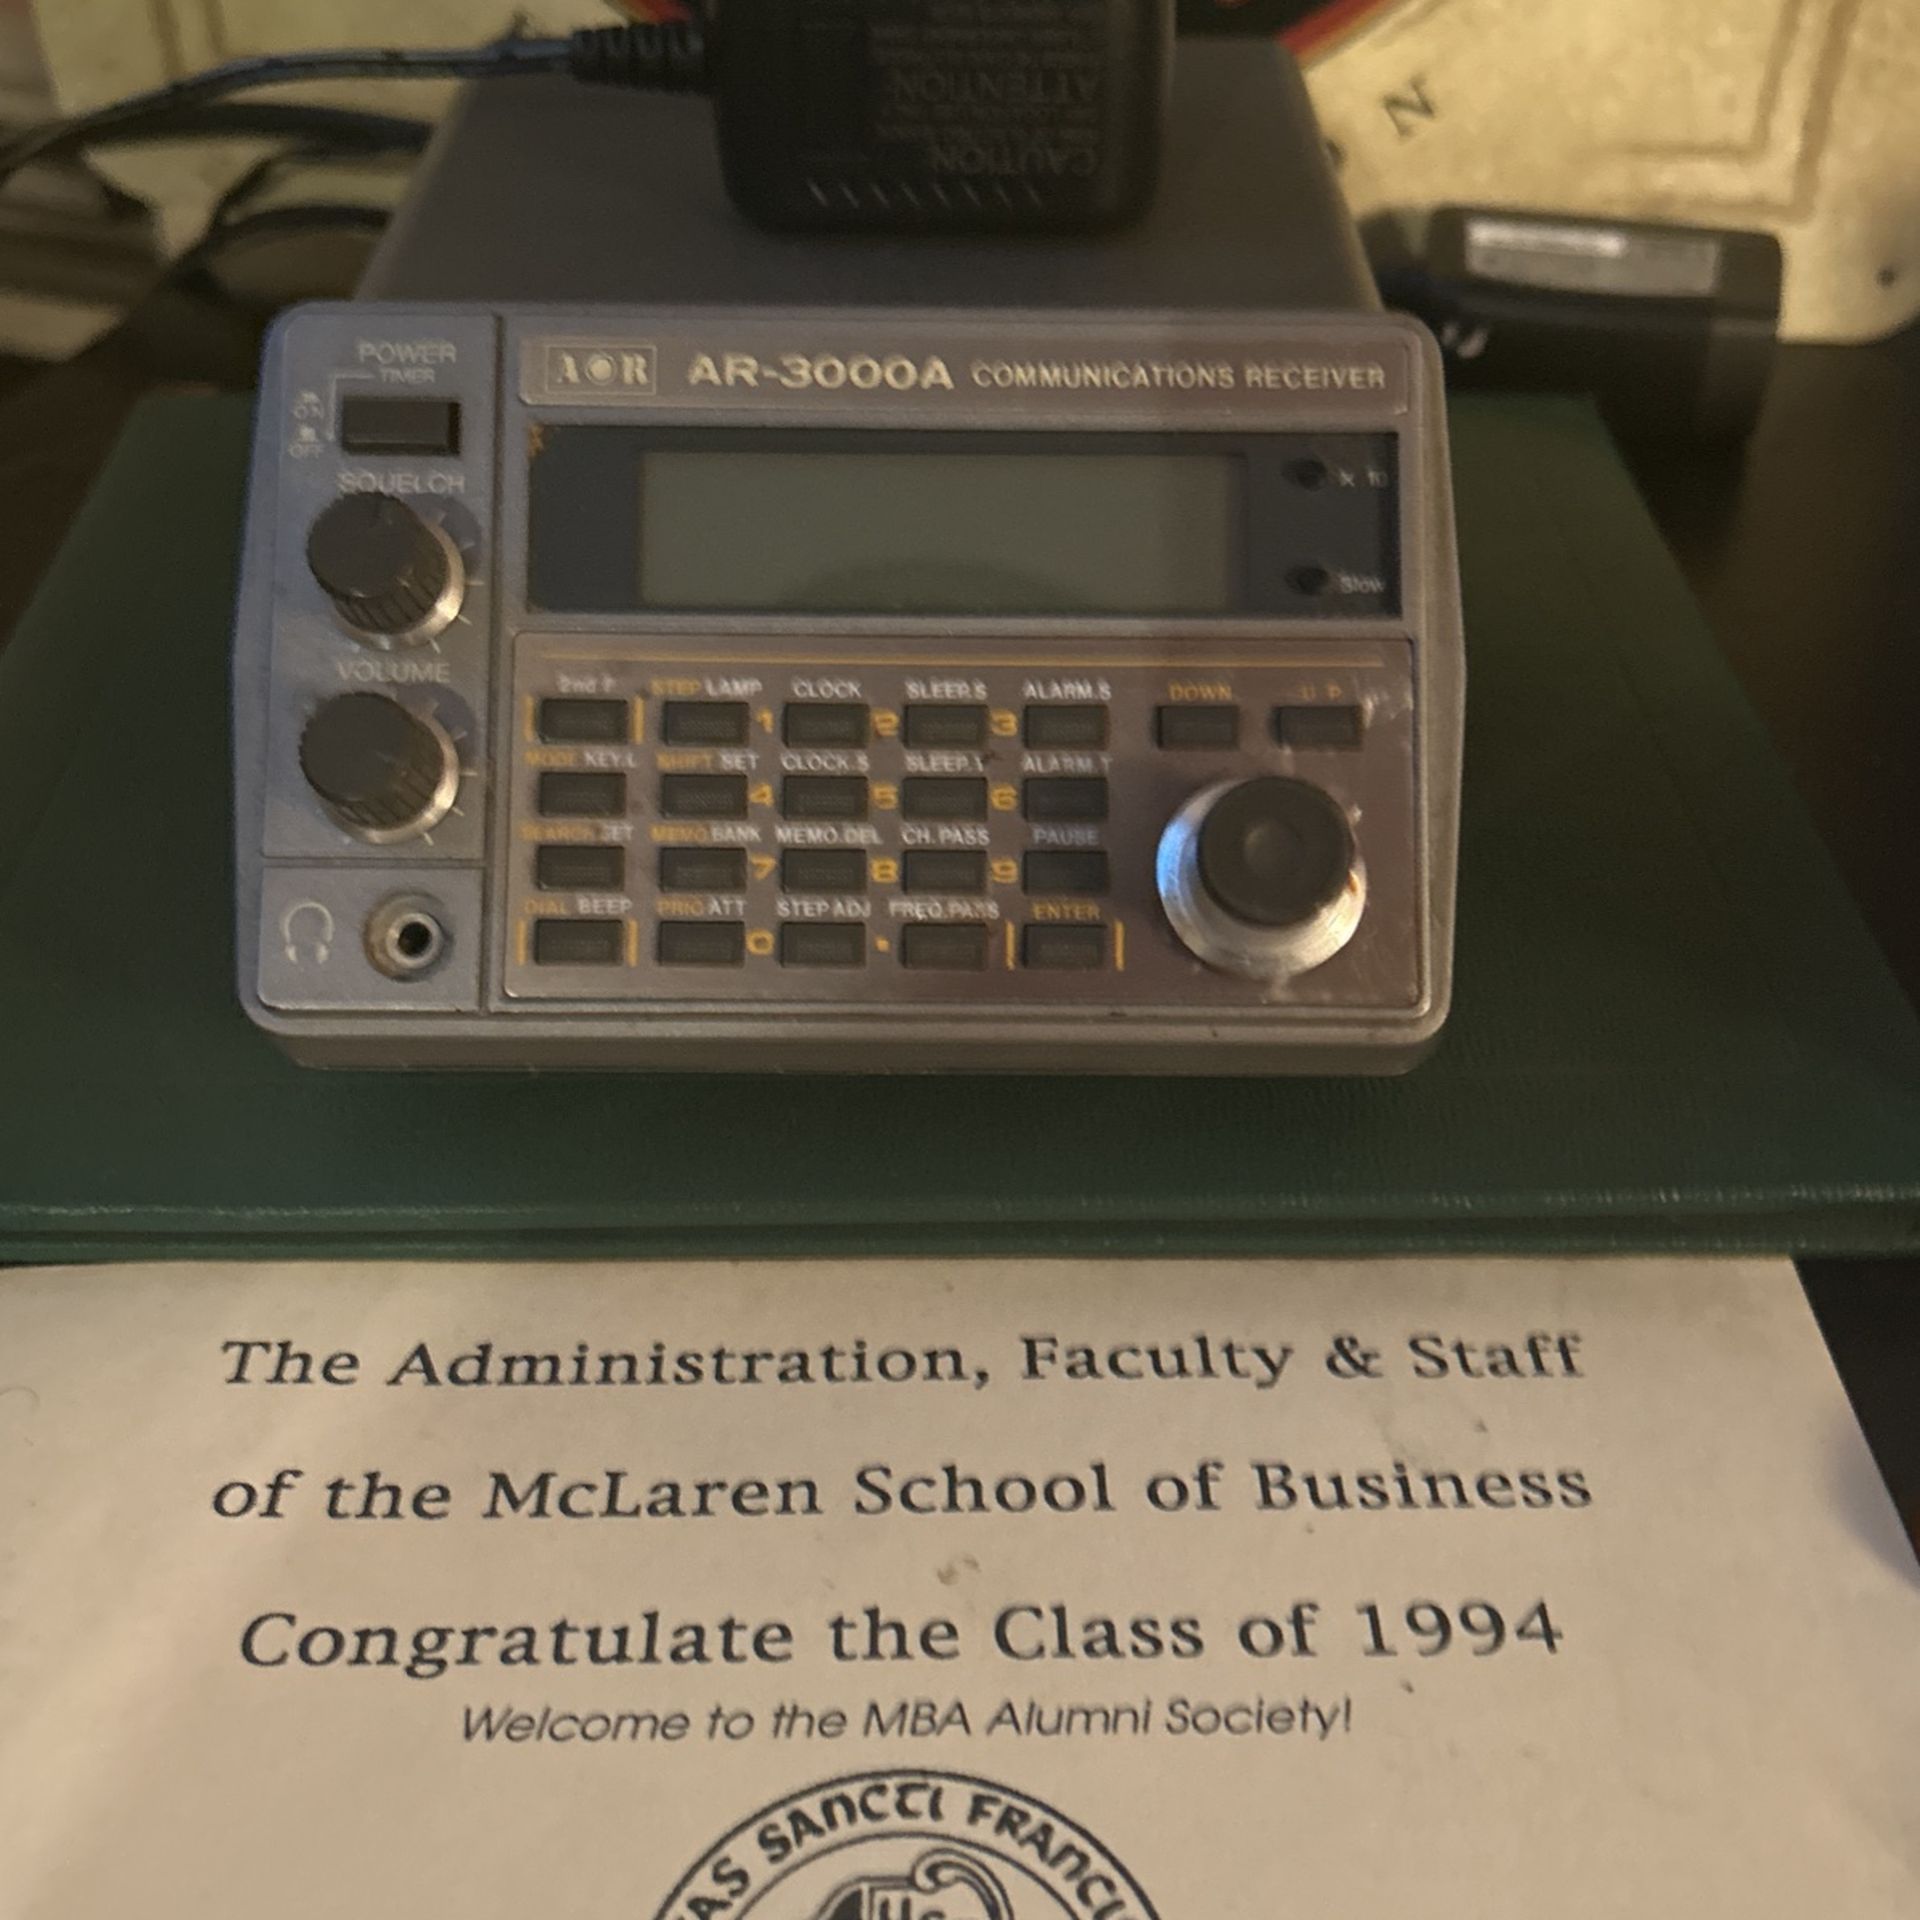 CAUTION
ATTENTION
N
POWER
TIMER
ON
OFF
SQUELCH
VOLUME
AOR AR-3000A COMMUNICATIONS RECEIVER
x 10
Slow
2nd F STEP LAMP CLOCK SLEEP.S ALARM.S DOWN UP
1 2 3
MODE KEY.L SHIFT SET CLOCK.S SLEEP.T ALARM.T
4 5 6
SEARCH SET MEMO.BANK MEMO.DEL CH.PASS PAUSE
7 8 9
DIAL BEEP PRIO ATT STEP ADJ FREQ.PASS ENTER
0 .
The Administration, Faculty & Staff
of the McLaren School of Business
Congratulate the Class of 1994
Welcome to the MBA Alumni Society!
SANCTI